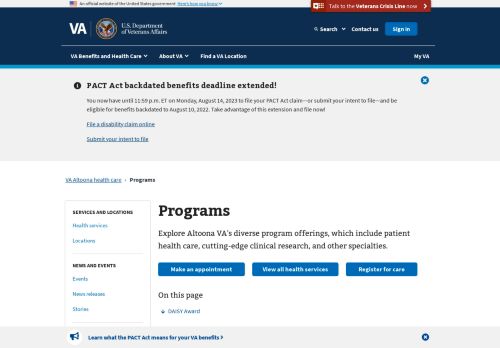 An official website of the United States government Here's how you know
Talk to the Veterans Crisis Line now
VA
U.S. Department
of Veterans Affairs
Search
Contact us
Sign in
VA Benefits and Health Care
About VA
Find a VA Location
My VA
PACT Act backdated benefits deadline extended!
You now have until 11:59 p.m. ET on Monday, August 14, 2023 to file your PACT Act claim—or submit your intent to file—and
be eligible for benefits backdated to August 10, 2022. Take advantage of this extension and file now!
File a disability claim online
Submit your intent to file
VA Altoona health care › Programs
SERVICES AND LOCATIONS
Health services
Locations
NEWS AND EVENTS
Events
News releases
Stories
Programs
Explore Altoona VA's diverse program offerings, which include patient
health care, cutting-edge clinical research, and other specialties.
Make an appointment
View all health services
Register for care
On this page
DAISY Award
Learn what the PACT Act means for your VA benefits